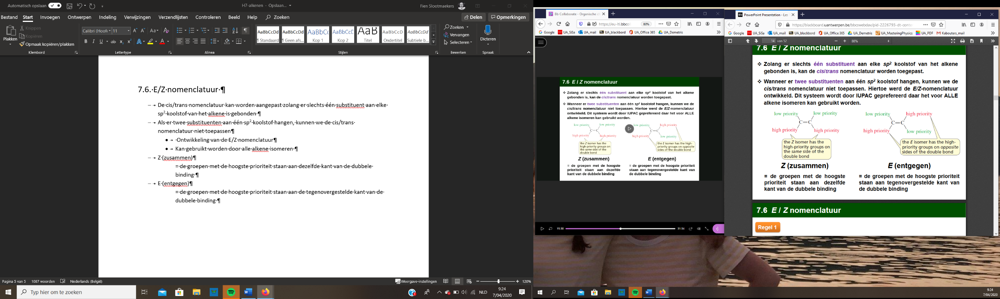 Automatisch opslaan
H7-alkenen - Opslaan...
Fien Slootmaekers
Bestand Start Invoegen Ontwerpen Indeling Verwijzingen Verzendlijsten Controleren Beeld Help Zoeken
Delen Opmerkingen
Plakken
Knippen
Kopiëren
Opmaak kopiëren/plakken
Klembord
Calibri (Hoofd 11
Lettertype
Alinea
AaBbCcDd AaBbCcDd AaBbC( AaBbCcC AaB AaBbCcD AaBbCcDd
¶ Standaard ¶ Geen afs... Kop 1 Kop 2 Titel Ondertitel Subtiele b...
Stijlen
Zoeken
Vervangen
Selecteren
Bewerken
Dicteren
Spraak
7.6.·E/Z·nomenclatuur·¶
De·cis/trans·nomenclatuur·kan·worden·aangepast·zolang·er·slechts·één·substituent·aan·elke·
sp²·koolstof·van·het·alkene·is·gebonden·¶
Als·er·twee·substituenten·aan·één·sp²·koolstof·hangen,·kunnen·we·de·cis/trans·
nomenclatuur·niet·toepassen¶
·Ontwikkeling·van·de·E/Z·nomenclatuur¶
Kan·gebruikt·worden·door·alle·alkene·isomeren·¶
Z·(zusammen)¶
=·de·groepen·met·de·hoogste·prioriteit·staan·aan·dezelfde·kant·van·de·dubbele·
binding·¶
E·(entgegen)¶
=·de·groepen·met·de·hoogste·prioriteit·staan·aan·de·tegenovergestelde·kant·van·de·
dubbele·binding·¶
Pagina 5 van 5 1087 woorden Nederlands (België)
Weergave-instellingen 120%
Typ hier om te zoeken
NLD
9:24
7/04/2020
Bb Collaborate - Organische ch
https://eu-lti.bbcol 80%
Google UA_SiSa UA_mail UA_blackbord UA_Office 365 UA_Demetris
7.6 E / Z nomenclatuur
Zolang er slechts één substituent aan elke sp² koolstof van het alkene
gebonden is, kan de cis/trans nomenclatuur worden toegepast.
Wanneer er twee substituenten aan één sp² koolstof hangen, kunnen we de
cis/trans nomenclatuur niet toepassen. Hiertoe werd de E/Z-nomenclatuur
ontwikkeld. Dit systeem wordt door IUPAC geprefereerd daar het voor ALLE
alkene isomeren kan gebruikt worden.
low priority low priority
C=C
high priority high priority
the Z isomer has the
high-priority groups on
the same side of the
double bond
Z (zusammen)
= de groepen met de hoogste
prioriteit staan aan dezelfde
kant van de dubbele binding
low priority high priority
C=C
high priority low priority
the E isomer has the high-
priority groups on opposite
sides of the double bond
E (entgegen)
= de groepen met de hoogste prioriteit
staan aan tegenovergestelde kant van
de dubbele binding
15:38 31:34
PowerPoint Presentation - Les
https://blackboard.uantwerpen.be/bbcswebdav/pid-2226793-dt-conte
Google UA_SiSa UA_mail UA_blackbord UA_Office 365 UA_Demetris UA_MasteringPhysics UA_PDF Kabouters_mail
14 van 52 80%
7.6 E / Z nomenclatuur
Zolang er slechts één substituent aan elke sp² koolstof van het alkene
gebonden is, kan de cis/trans nomenclatuur worden toegepast.
Wanneer er twee substituenten aan één sp² koolstof hangen, kunnen we de
cis/trans nomenclatuur niet toepassen. Hiertoe werd de E/Z-nomenclatuur
ontwikkeld. Dit systeem wordt door IUPAC geprefereerd daar het voor ALLE
alkene isomeren kan gebruikt worden.
low priority low priority
C=C
high priority high priority
the Z isomer has the
high-priority groups on
the same side of the
double bond
Z (zusammen)
= de groepen met de hoogste
prioriteit staan aan dezelfde
kant van de dubbele binding
low priority high priority
C=C
high priority low priority
the E isomer has the high-
priority groups on opposite
sides of the double bond
E (entgegen)
= de groepen met de hoogste prioriteit
staan aan tegenovergestelde kant van
de dubbele binding
7.6 E / Z nomenclatuur
Regel 1
9:24
7/04/2020